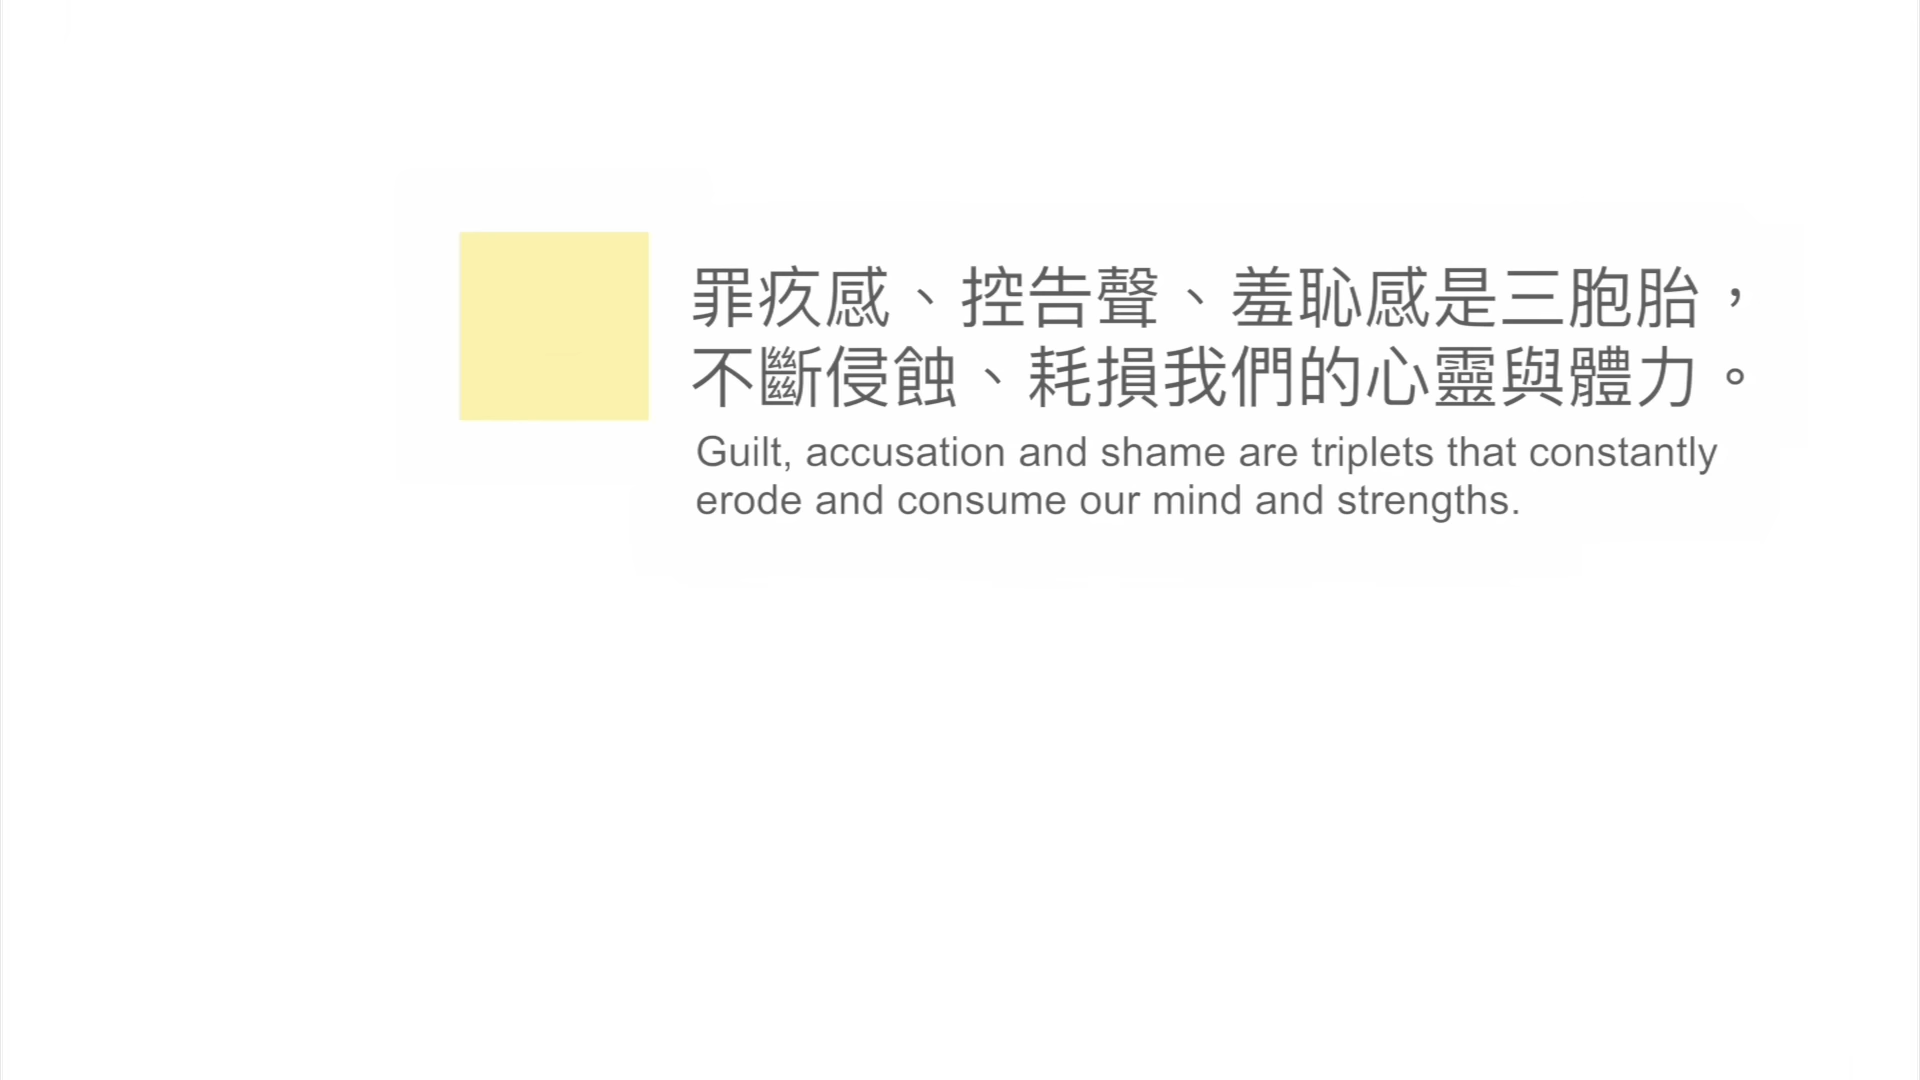 罪疚感、控告聲、羞恥感是三胞胎，
不斷侵蝕、耗損我們的心靈與體力。
Guilt, accusation and shame are triplets that constantly
erode and consume our mind and strengths.